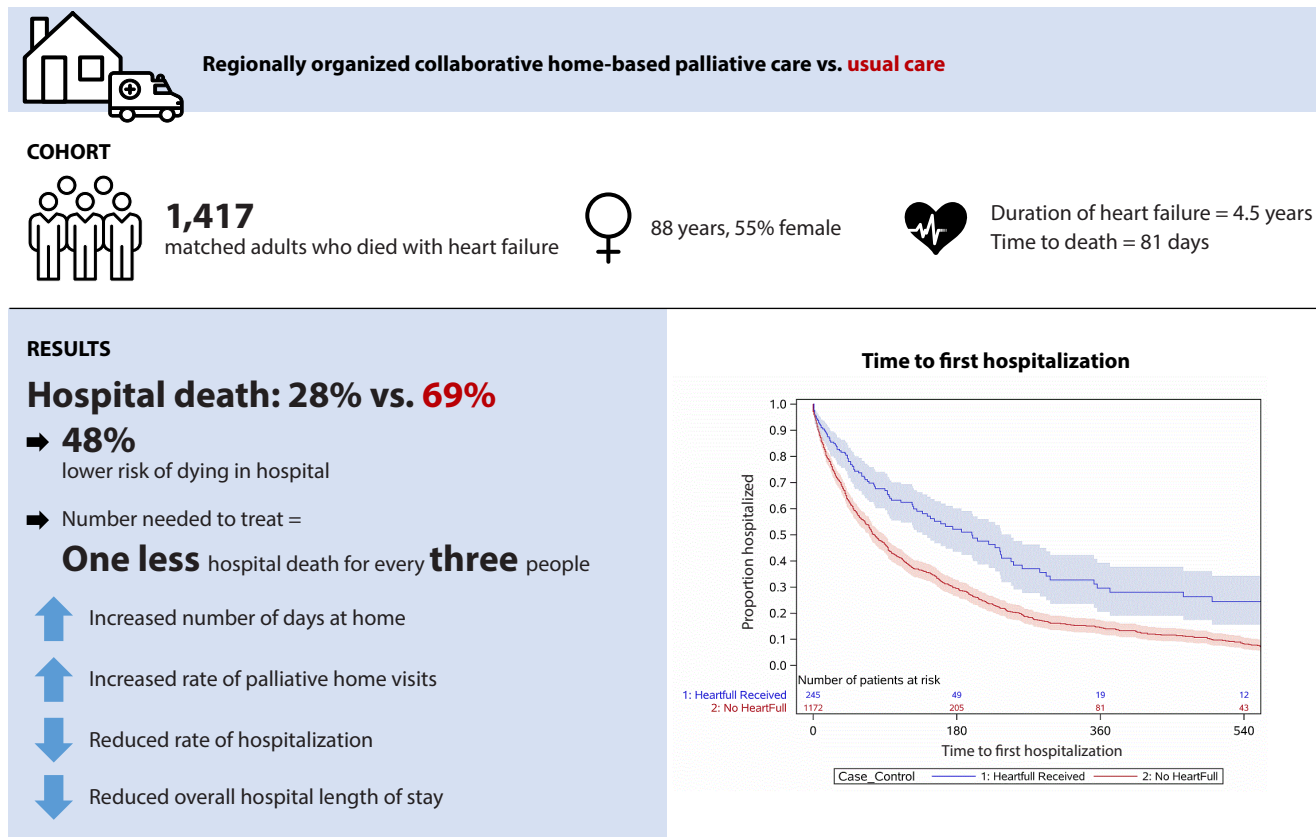 Regionally organized collaborative home-based palliative care vs. usual care
COHORT
1,417
matched adults who died with heart failure
88 years, 55% female
Duration of heart failure = 4.5 years
Time to death = 81 days
RESULTS
Hospital death: 28% vs. 69%
48%
lower risk of dying in hospital
Number needed to treat =
One less hospital death for every three people
Increased number of days at home
Increased rate of palliative home visits
Reduced rate of hospitalization
Reduced overall hospital length of stay
Time to first hospitalization
Proportion hospitalized
1.0
0.9
0.8
0.7
0.6
0.5
0.4
0.3
0.2
0.1
0.0
Number of patients at risk
1: Heartfull Received 245 49 19 12
2: No HeartFull 1172 205 81 43
0 180 360 540
Time to first hospitalization
Case_Control 1: Heartfull Received 2: No HeartFull